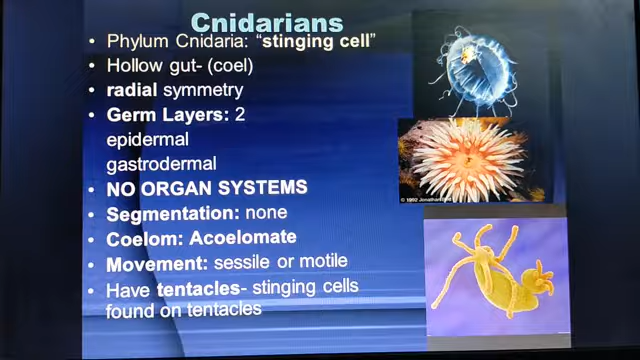 Cnidarians
• Phylum Cnidaria: “stinging cell”
• Hollow gut- (coel)
• radial symmetry
• Germ Layers: 2
epidermal
gastrodermal
• NO ORGAN SYSTEMS
• Segmentation: none
• Coelom: Acoelomate
• Movement: sessile or motile
• Have tentacles- stinging cells
found on tentacles
© 1992